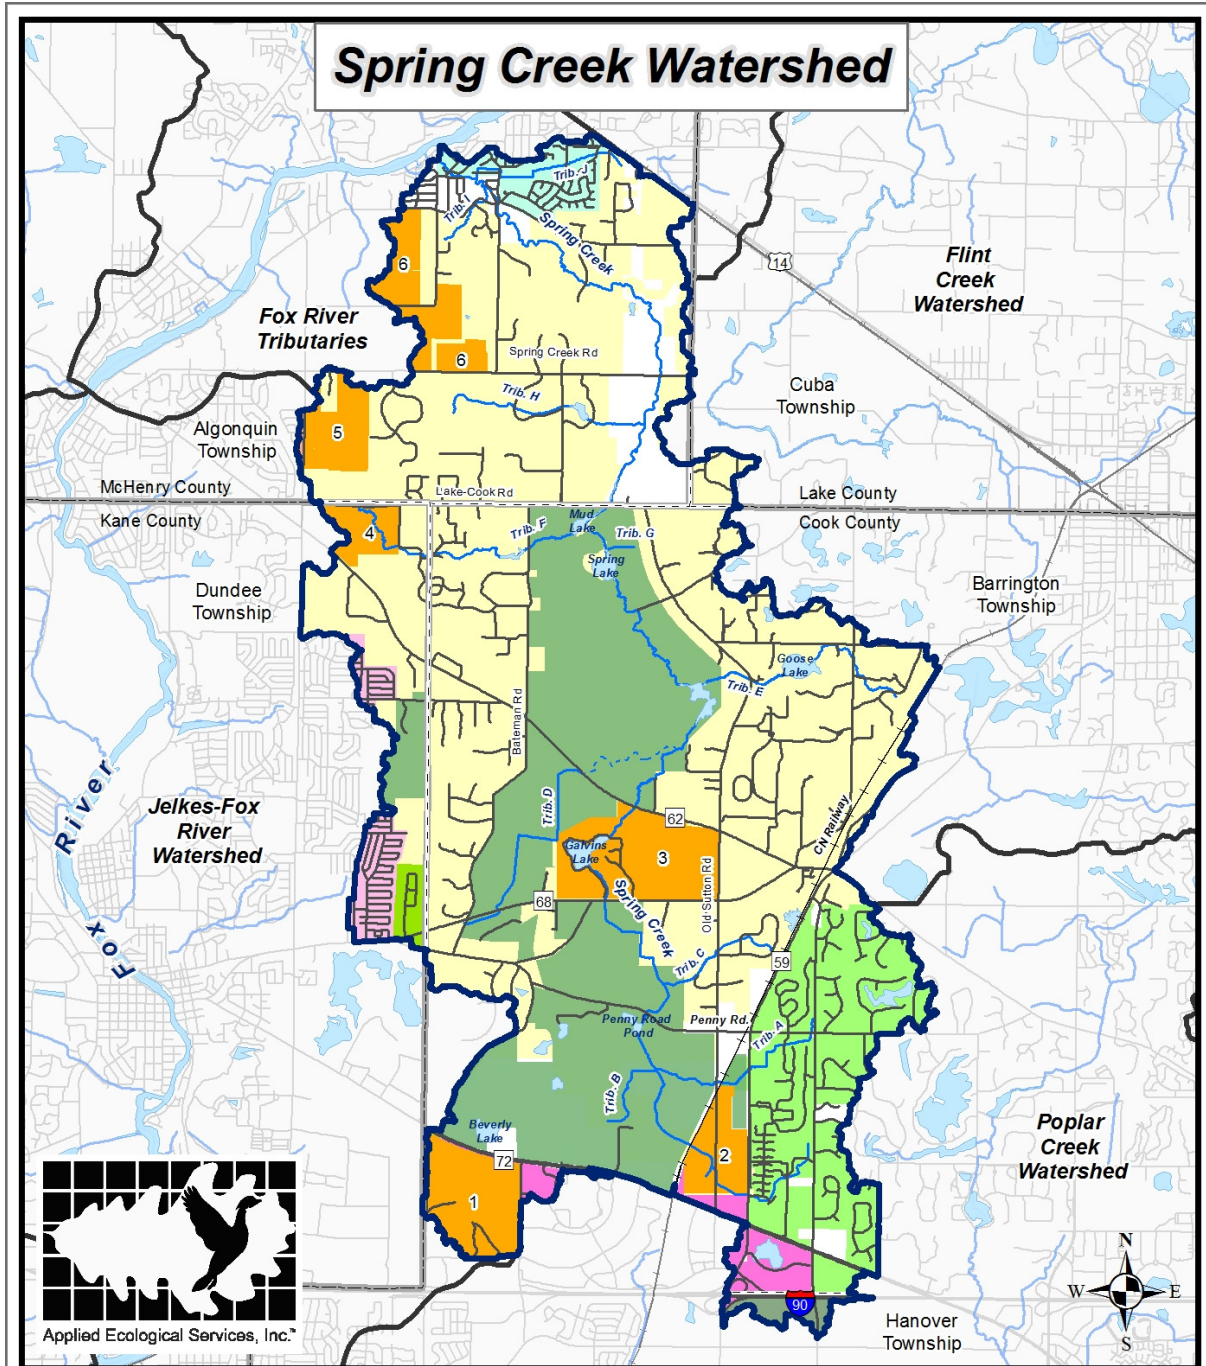 Spring Creek Watershed
Trib. J
Trib. I
Spring Creek
14
Flint
Creek
Watershed
6
Fox River
Tributaries
6
Spring Creek Rd
Cuba
Township
Trib. H
Algonquin
Township
5
McHenry County
Lake-Cook Rd
Lake County
Kane County
Cook County
Mud
Lake
Trib. F
Trib. G
4
Spring
Lake
Dundee
Township
Barrington
Township
Goose
Lake
Trib. E
Bateman Rd
Fox River
Jelkes-Fox
River
Watershed
Trib. D
62
CN Railway
Galvins
Lake
3
Old Sutton Rd
68
Spring Creek
Trib. C
59
Penny Road
Pond
Penny Rd.
Trib. A
Trib. B
Beverly
Lake
72
2
Poplar
Creek
Watershed
1
N
W E
S
90
Hanover
Township
Applied Ecological Services, Inc.™